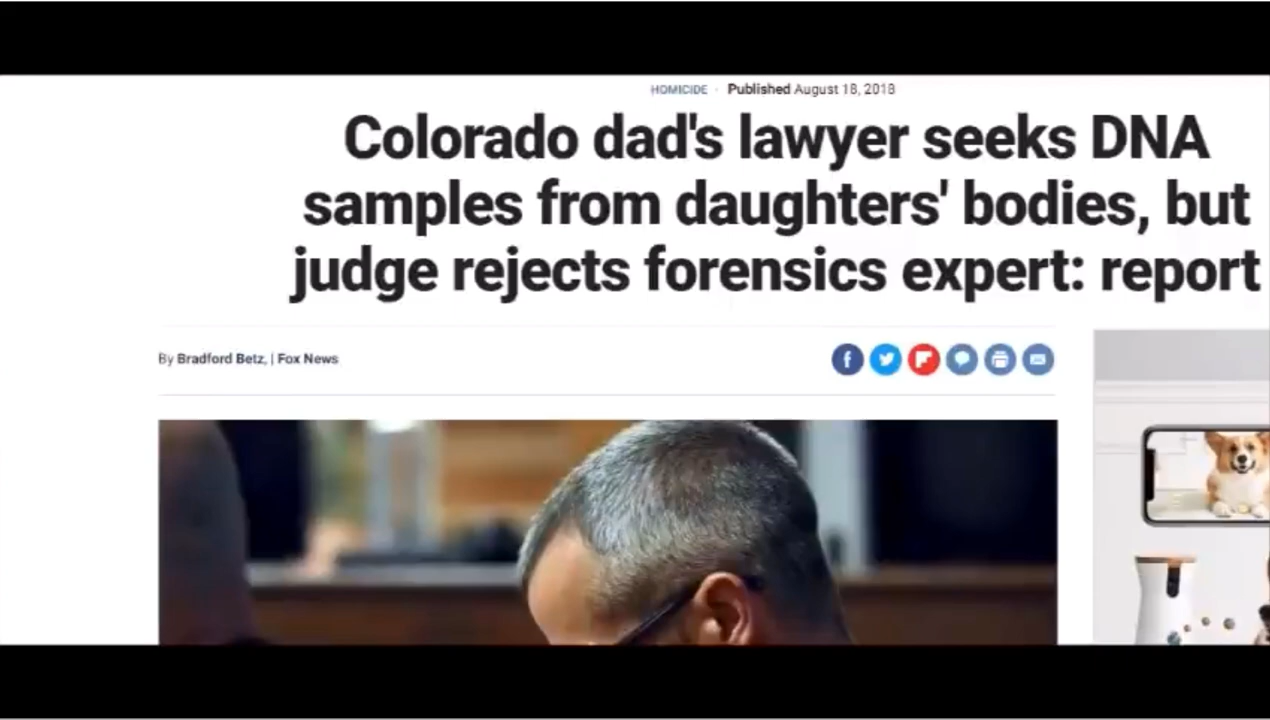 HOMICIDE · Published August 18, 2018
Colorado dad's lawyer seeks DNA
samples from daughters' bodies, but
judge rejects forensics expert: report
By Bradford Betz, | Fox News